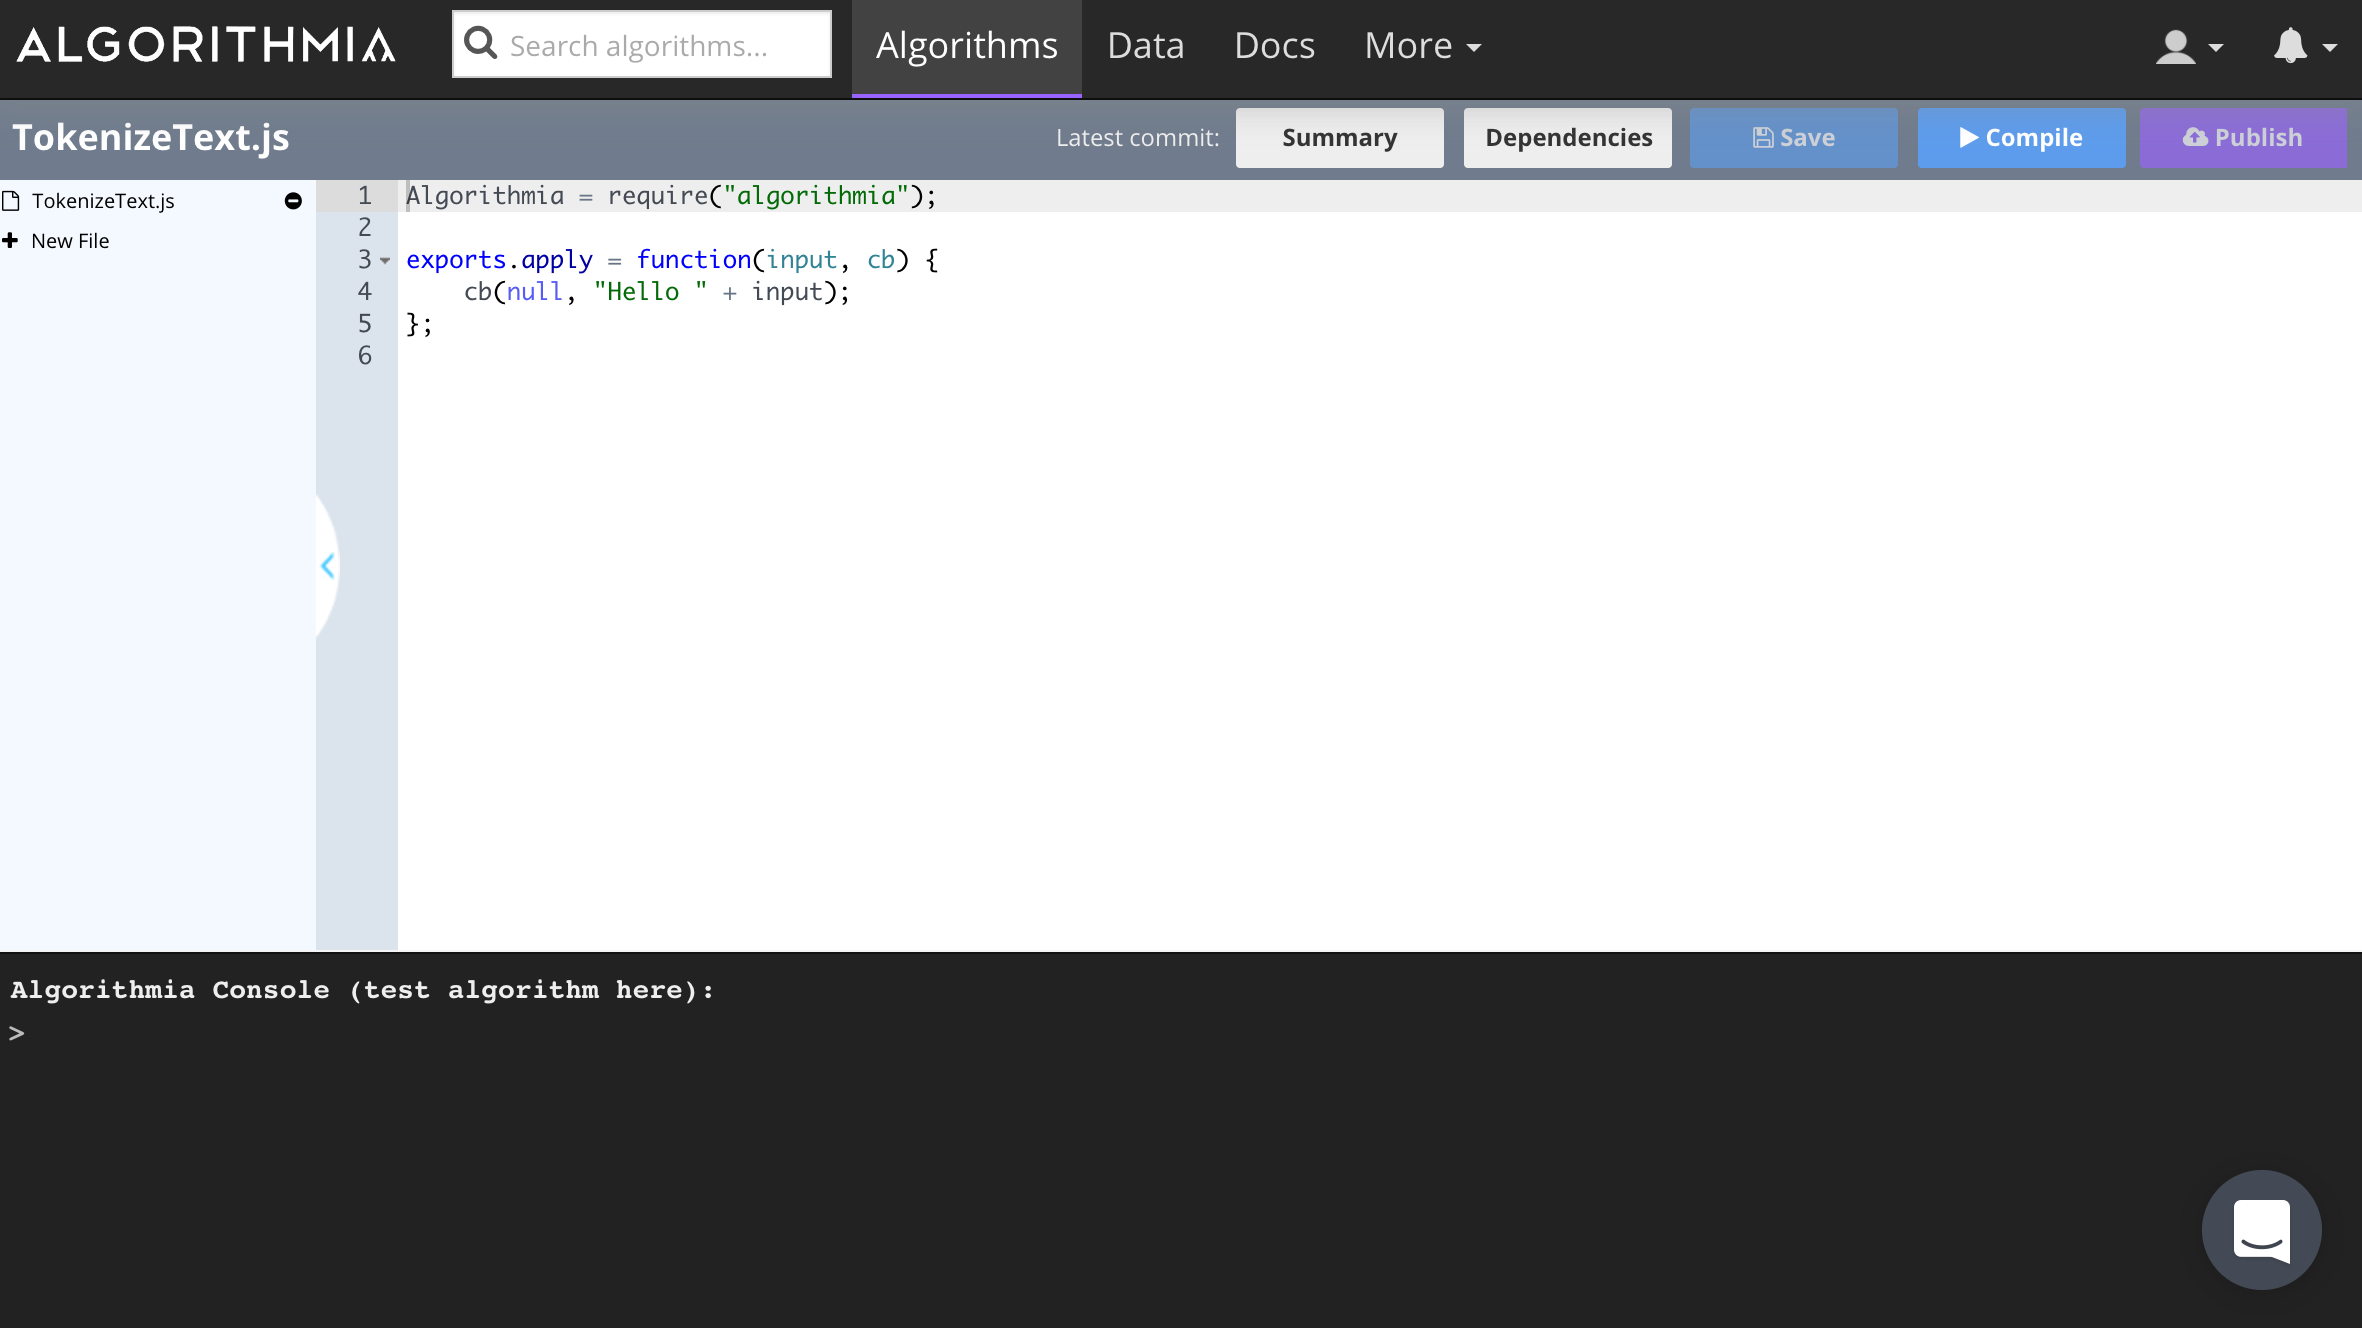 ALGORITHMIA
Search algorithms...
Algorithms
Data
Docs
More
TokenizeText.js
Latest commit:
Summary
Dependencies
Save
Compile
Publish
TokenizeText.js
New File
1 Algorithmia = require("algorithmia");
2
3 exports.apply = function(input, cb) {
4     cb(null, "Hello " + input);
5 };
6
Algorithmia Console (test algorithm here):
>